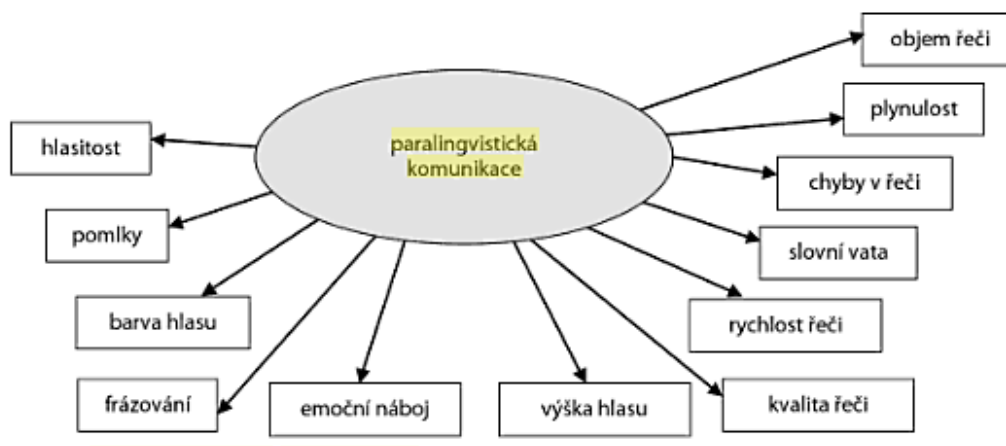 paralingvistická
komunikace
objem řeči
plynulost
chyby v řeči
slovní vata
rychlost řeči
kvalita řeči
výška hlasu
emoční náboj
frázování
barva hlasu
pomlky
hlasitost